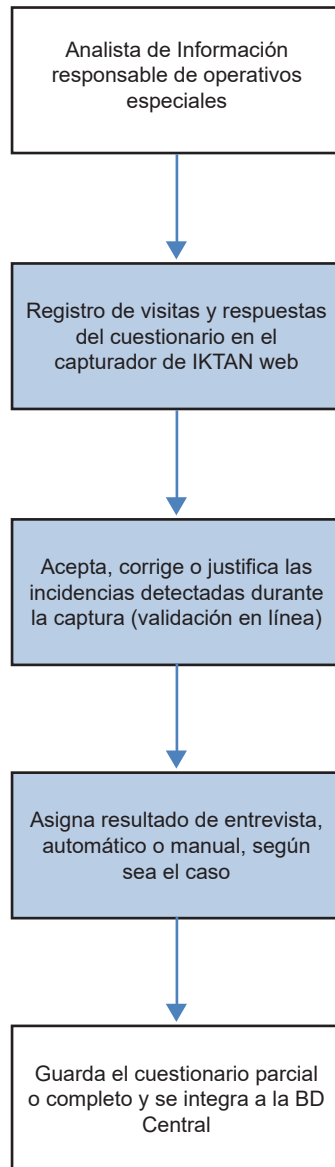 Analista de Información
responsable de operativos
especiales
Registro de visitas y respuestas
del cuestionario en el
capturador de IKTAN web
Acepta, corrige o justifica las
incidencias detectadas durante
la captura (validación en línea)
Asigna resultado de entrevista,
automático o manual, según
sea el caso
Guarda el cuestionario parcial
o completo y se integra a la BD
Central